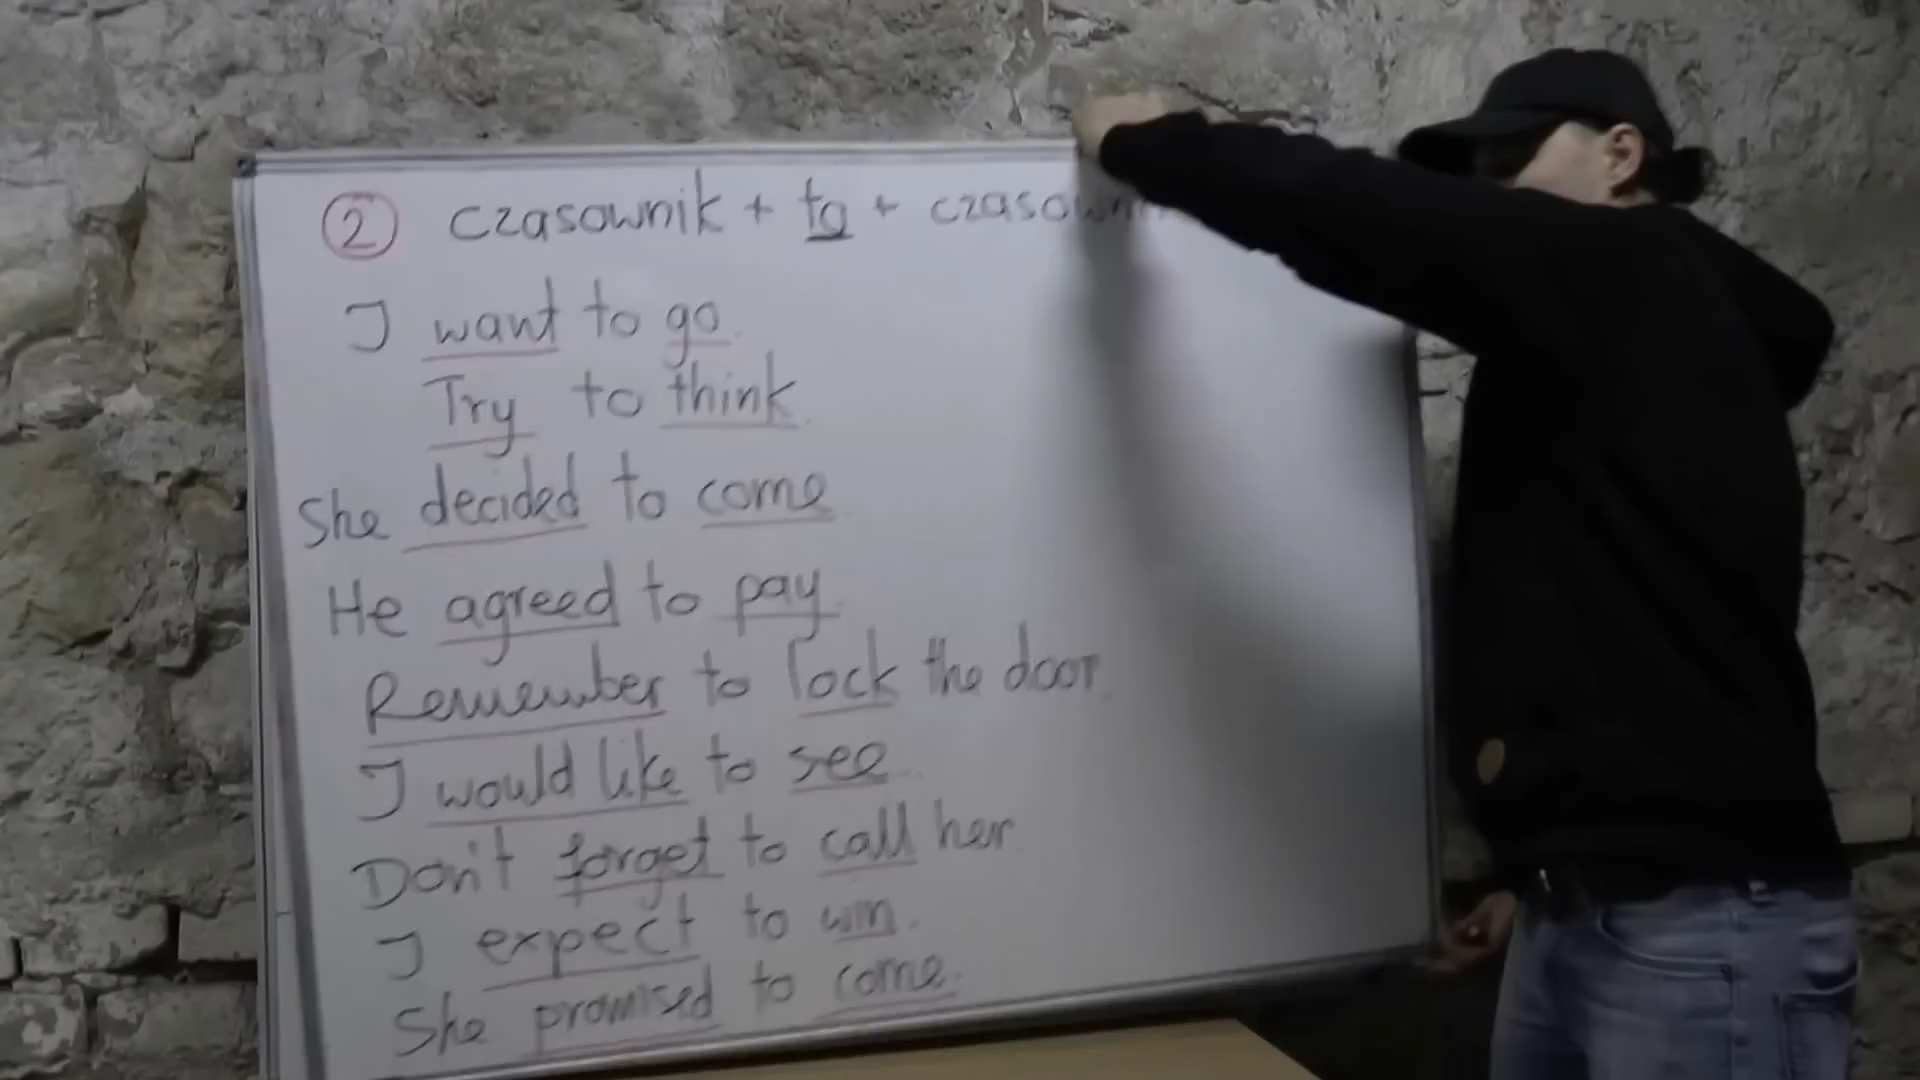 2 czasownik + to + czasown
I want to go.
Try to think.
She decided to come
He agreed to pay.
Remember to lock the door.
I would like to see.
Don't forget to call her.
I expect to win.
She promised to come.